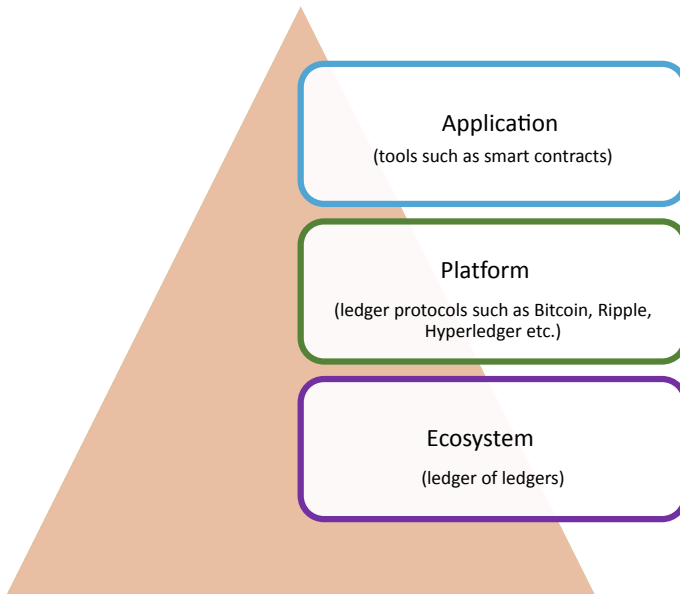 Application
(tools such as smart contracts)
Platform
(ledger protocols such as Bitcoin, Ripple,
Hyperledger etc.)
Ecosystem
(ledger of ledgers)